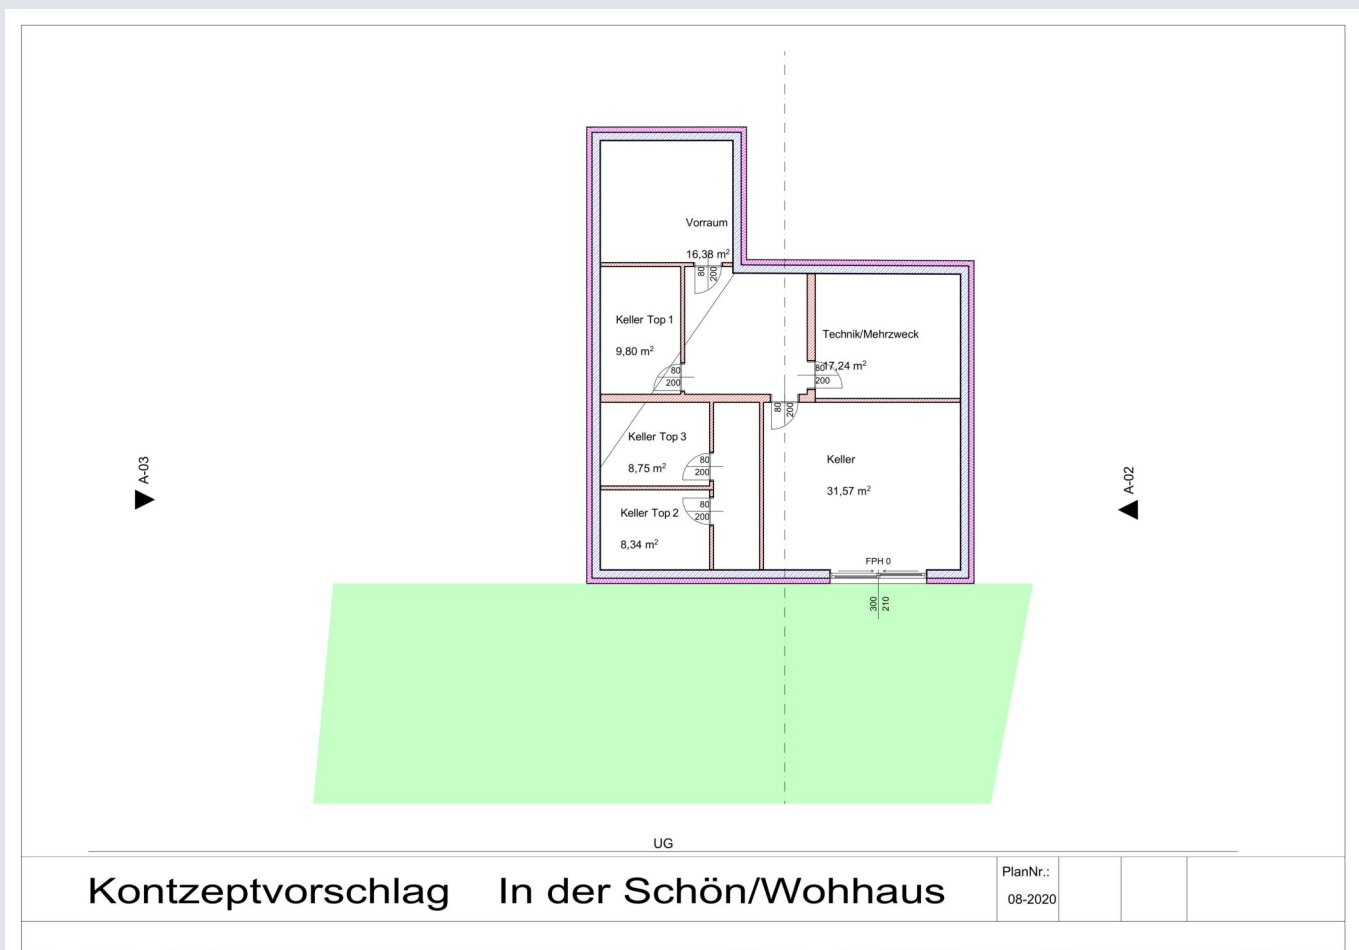 Vorraum
16,38 m²
80
200
Keller Top 1
9,80 m²
80
200
Technik/Mehrzweck
17,24 m²
80
200
80
200
Keller Top 3
8,75 m²
80
200
Keller
31,57 m²
Keller Top 2
8,34 m²
80
200
FPH 0
300
210
A-03
A-02
UG
Kontzeptvorschlag In der Schön/Wohhaus
PlanNr.:
08-2020